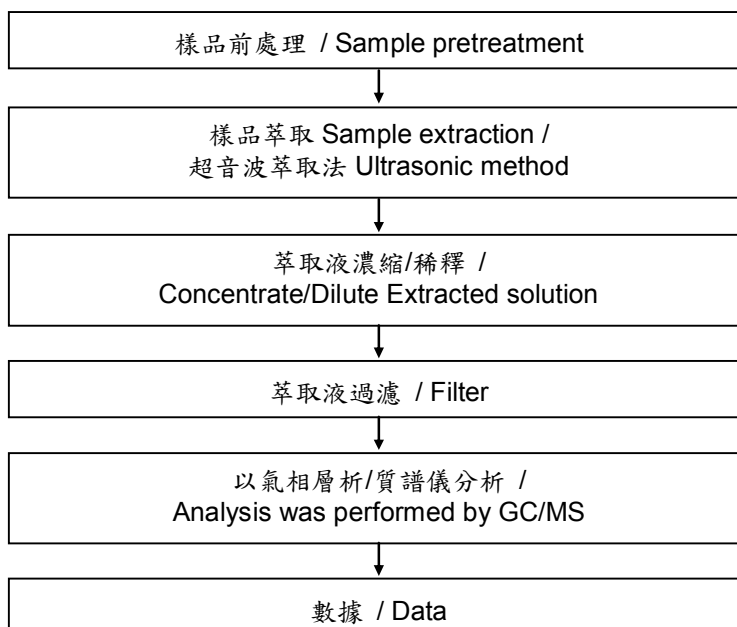 樣品前處理 / Sample pretreatment
樣品萃取 Sample extraction /
超音波萃取法 Ultrasonic method
萃取液濃縮/稀釋 /
Concentrate/Dilute Extracted solution
萃取液過濾 / Filter
以氣相層析/質譜儀分析 /
Analysis was performed by GC/MS
數據 / Data